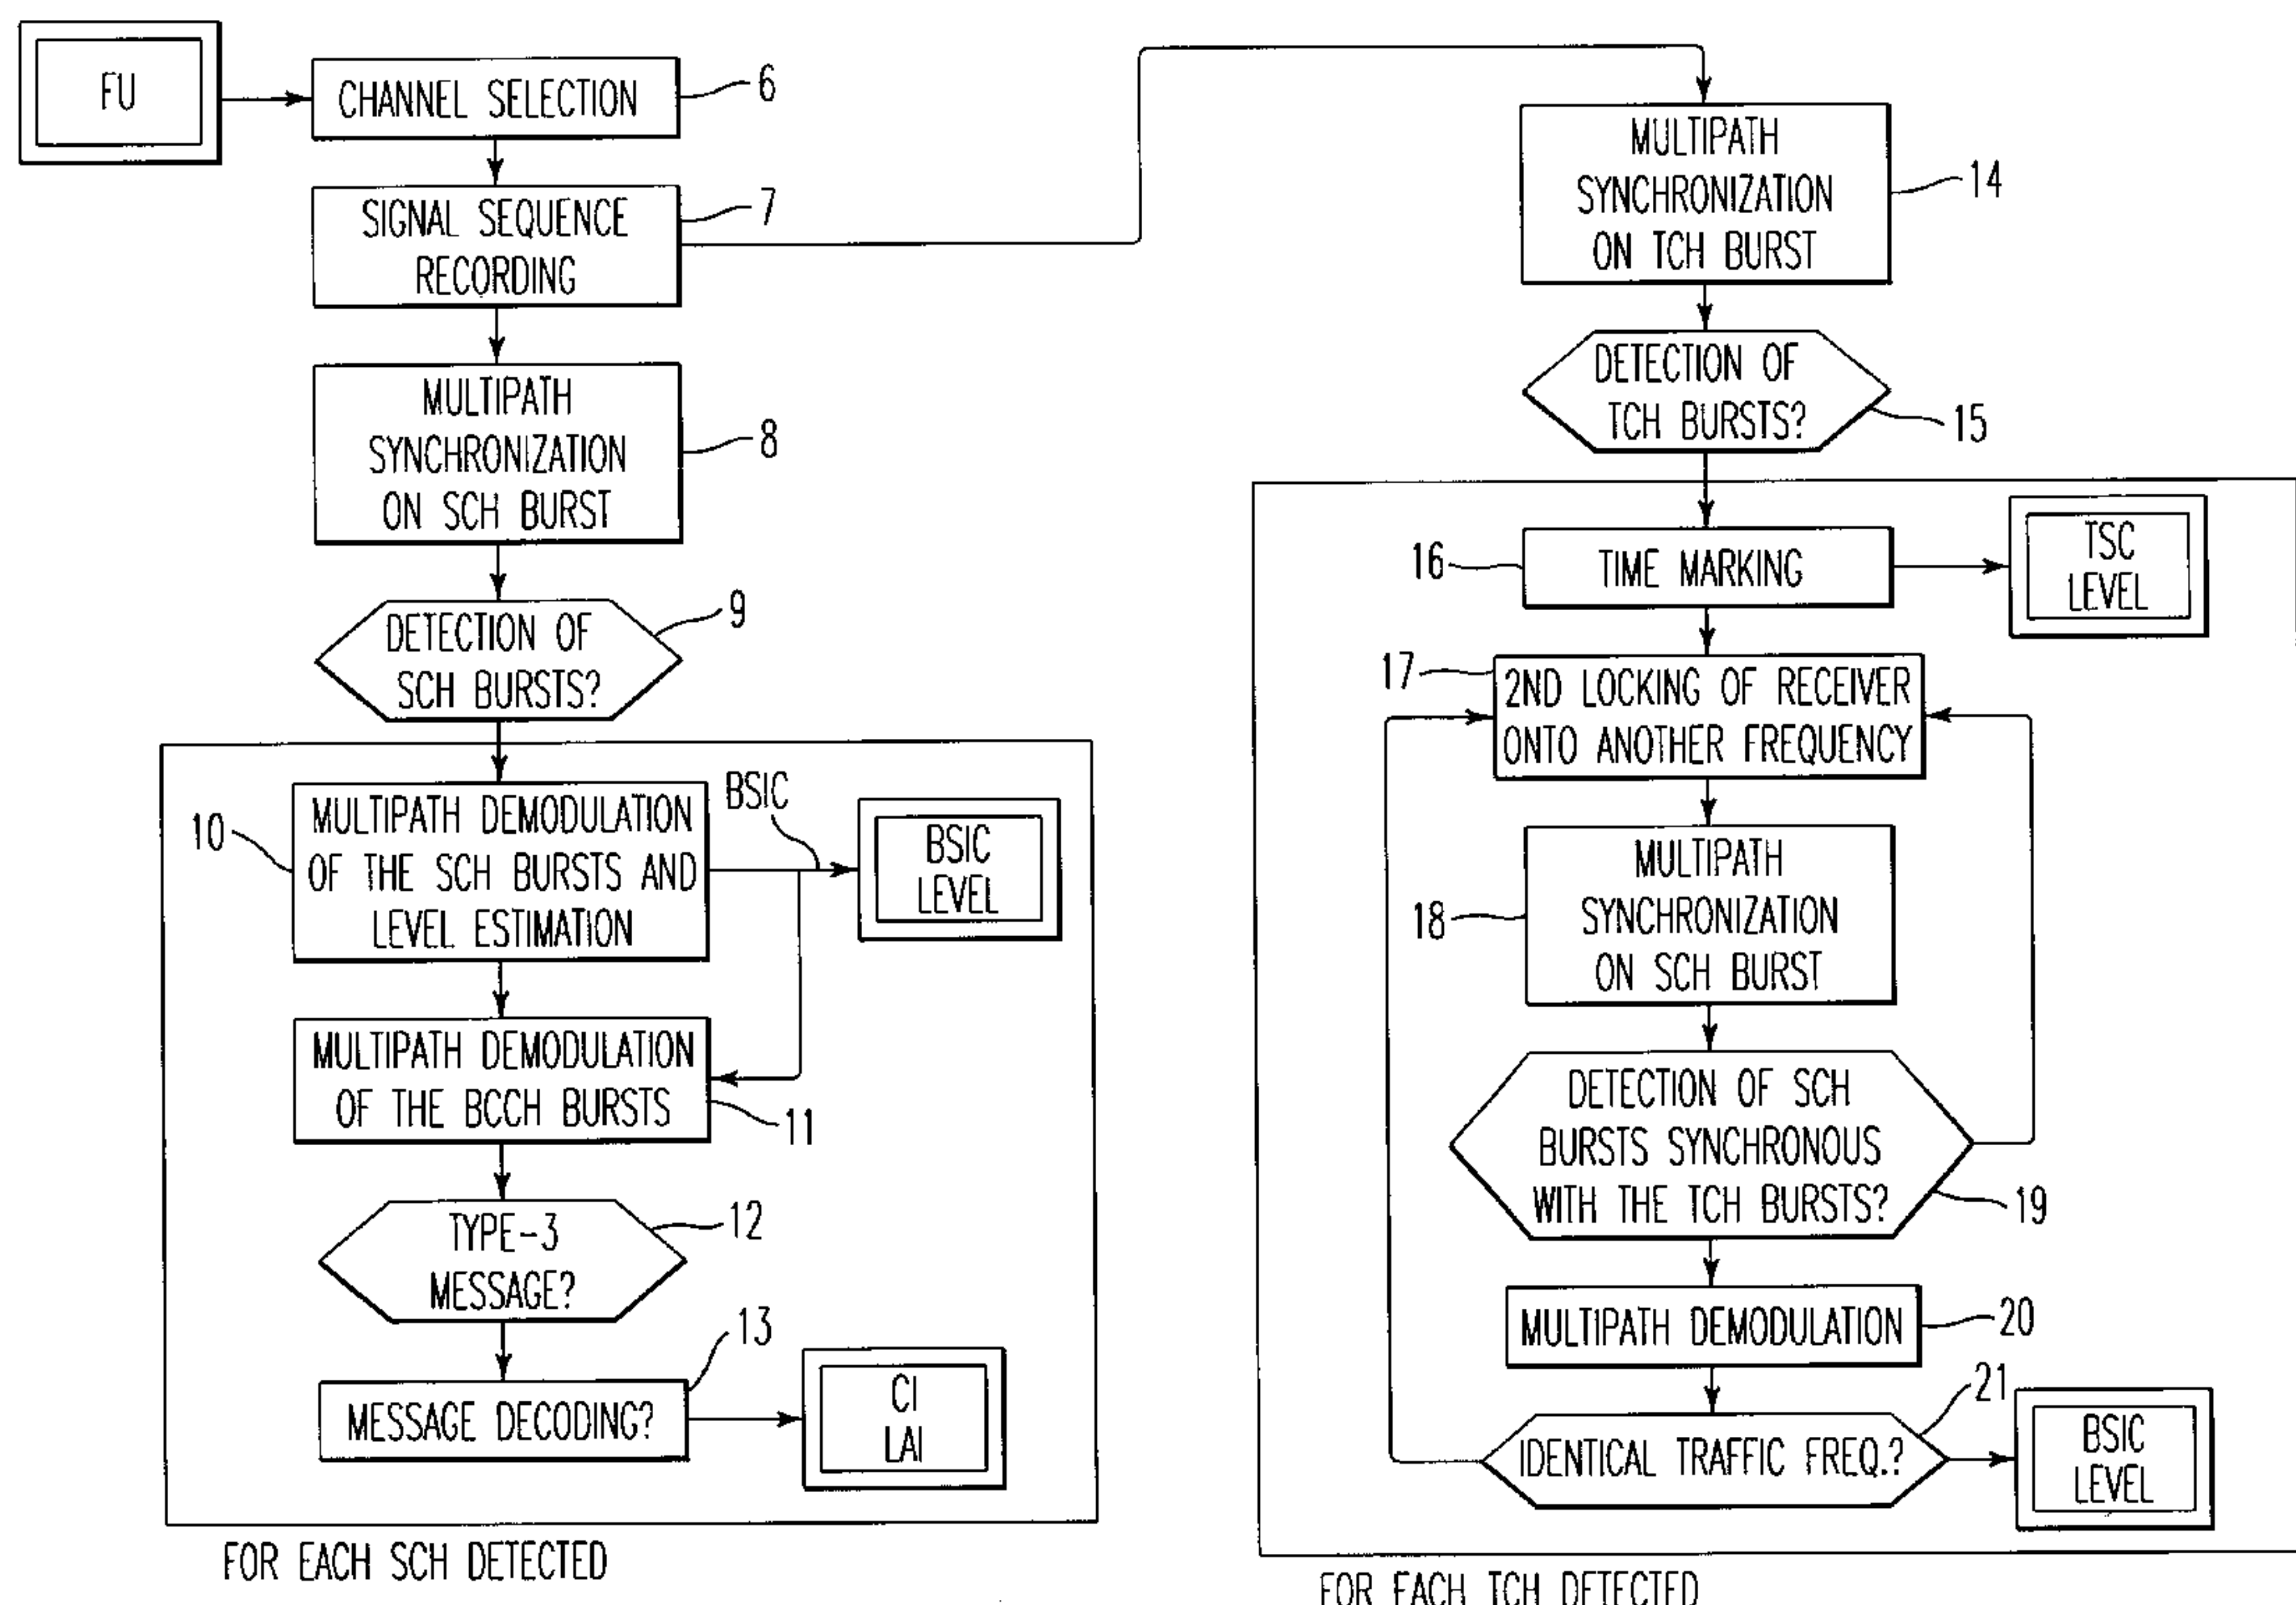 FU
CHANNEL SELECTION
6
SIGNAL SEQUENCE
RECORDING
7
MULTIPATH
SYNCHRONIZATION
ON SCH BURST
8
DETECTION OF
SCH BURSTS?
9
10
MULTIPATH DEMODULATION
OF THE SCH BURSTS AND
LEVEL ESTIMATION
BSIC
BSIC
LEVEL
MULTIPATH DEMODULATION
OF THE BCCH BURSTS
11
TYPE-3
MESSAGE?
12
MESSAGE DECODING?
13
CI
LAI
FOR EACH SCH DETECTED
MULTIPATH
SYNCHRONIZATION
ON TCH BURST
14
DETECTION OF
TCH BURSTS?
15
16
TIME MARKING
TSC
LEVEL
17
2ND LOCKING OF RECEIVER
ONTO ANOTHER FREQUENCY
18
MULTIPATH
SYNCHRONIZATION
ON SCH BURST
DETECTION OF SCH
BURSTS SYNCHRONOUS
WITH THE TCH BURSTS?
19
MULTIPATH DEMODULATION
20
IDENTICAL TRAFFIC FREQ.?
21
BSIC
LEVEL
FOR EACH TCH DETECTED